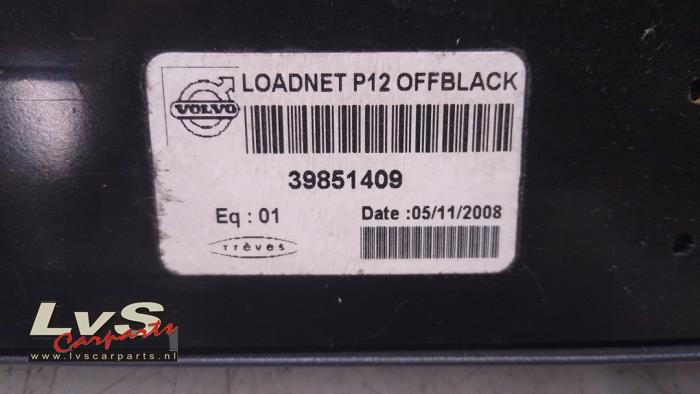 VOLVO
LOADNET P12 OFFBLACK
39851409
Eq : 01
Date :05/11/2008
Trèves
LvS
Carparts
www.lvscarparts.nl